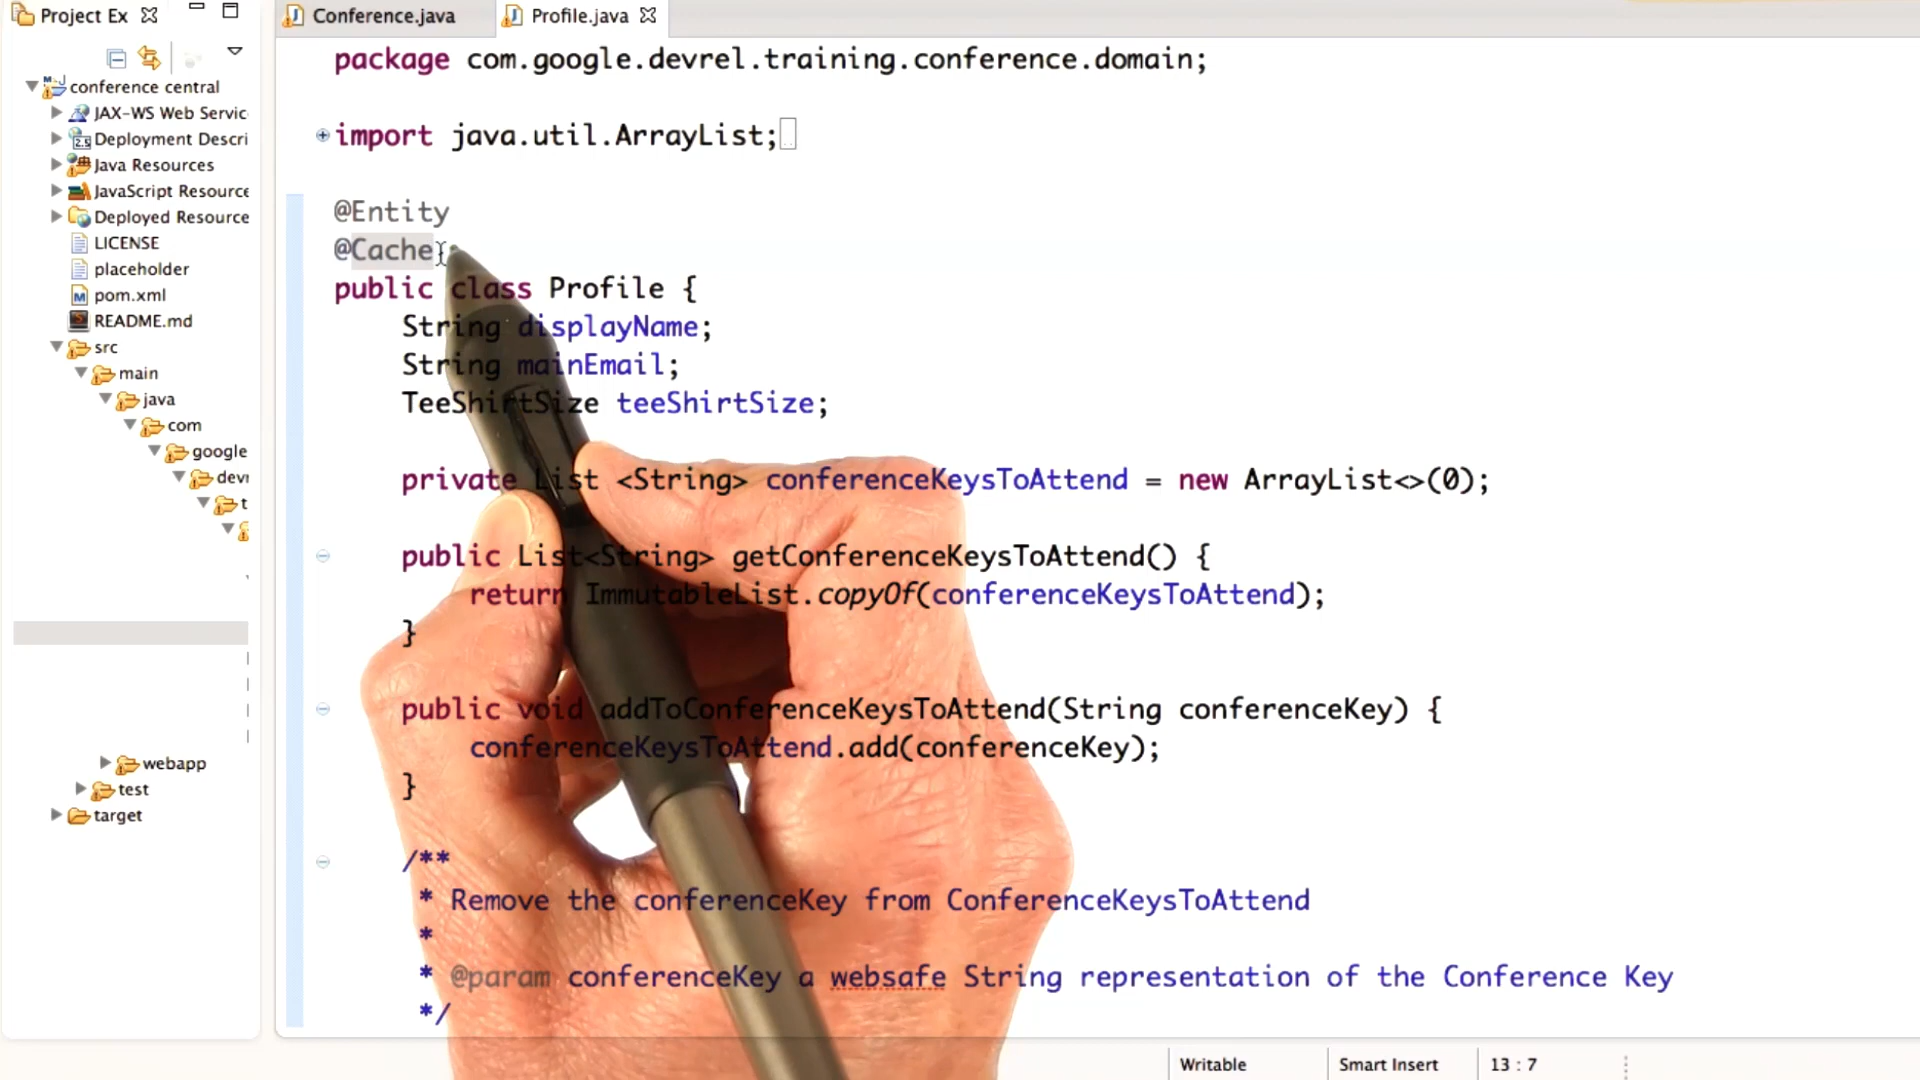 Project Ex
conference central
JAX-WS Web Servic
Deployment Descri
Java Resources
JavaScript Resource
Deployed Resource
LICENSE
placeholder
pom.xml
README.md
src
main
java
com
google
devr
t
webapp
test
target
Conference.java
Profile.java
package com.google.devrel.training.conference.domain;
import java.util.ArrayList;
@Entity
@Cache
public class Profile {
String displayName;
String mainEmail;
TeeShirtSize teeShirtSize;
private List <String> conferenceKeysToAttend = new ArrayList<>(0);
public List<String> getConferenceKeysToAttend() {
return ImmutableList.copyOf(conferenceKeysToAttend);
}
public void addToConferenceKeysToAttend(String conferenceKey) {
conferenceKeysToAttend.add(conferenceKey);
}
/**
* Remove the conferenceKey from ConferenceKeysToAttend
*
* @param conferenceKey a websafe String representation of the Conference Key
*/
Writable
Smart Insert
13 : 7